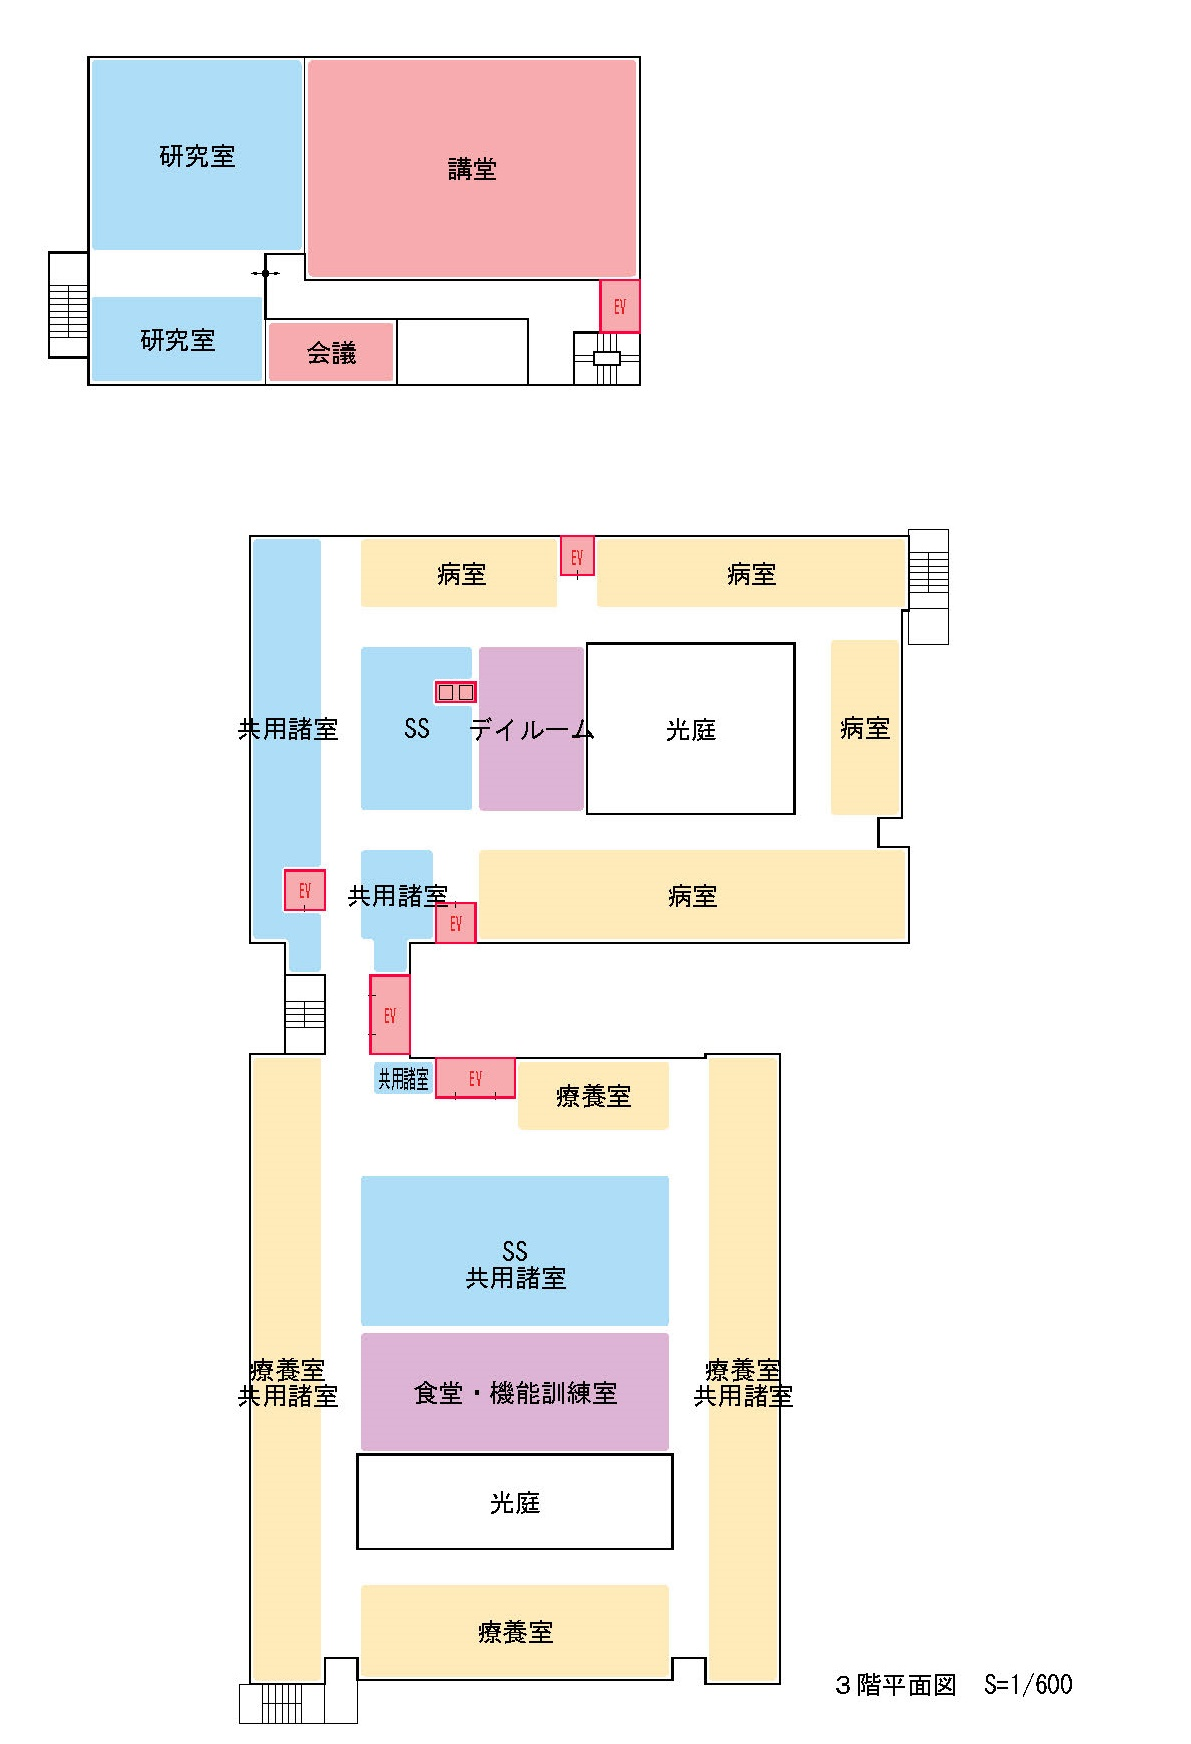 研究室
講堂
EV
研究室
会議
EV
病室
病室
共用諸室
SS
デイルーム
光庭
病室
EV
共用諸室
EV
病室
EV
共用諸室
EV
療養室
SS
共用諸室
療養室
共用諸室
食堂・機能訓練室
療養室
共用諸室
光庭
療養室
３階平面図　S=1/600